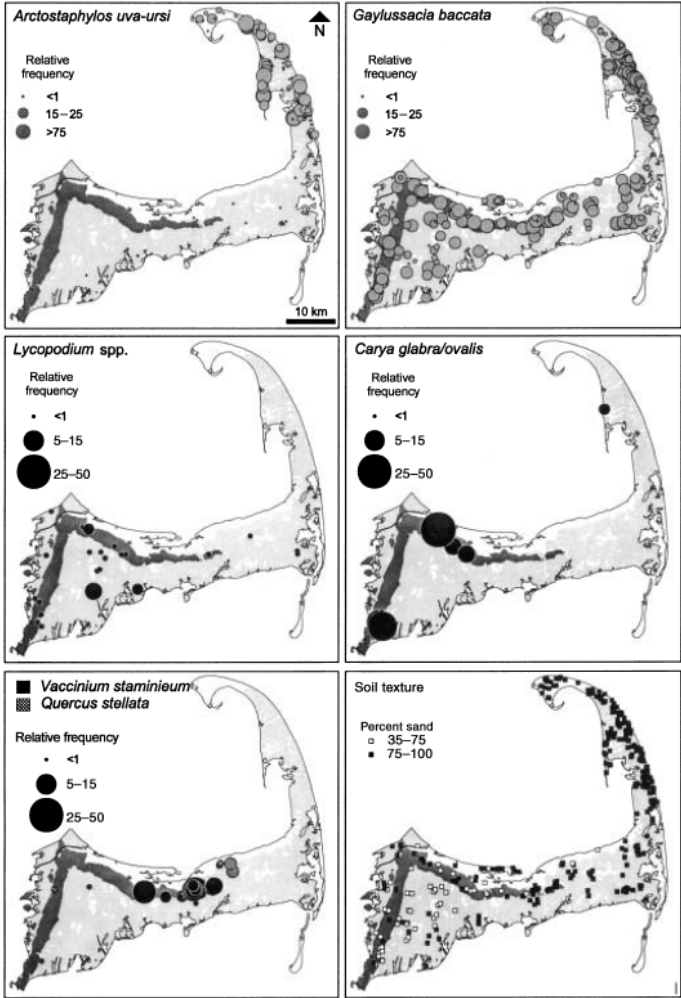 Arctostaphylos uva-ursi
N
Relative
frequency
<1
15–25
>75
10 km
Gaylussacia baccata
Relative
frequency
<1
15–25
>75
Lycopodium spp.
Relative
frequency
<1
5–15
25–50
Carya glabra/ovalis
Relative
frequency
<1
5–15
25–50
Vaccinium staminieum
Quercus stellata
Relative frequency
<1
5–15
25–50
Soil texture
Percent sand
35–75
75–100